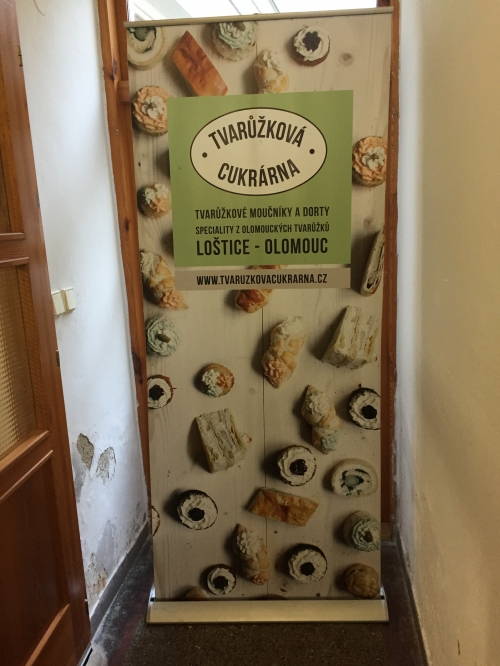 TVARŮŽKOVÁ
CUKRÁRNA
TVARŮŽKOVÉ MOUČNÍKY A DORTY
SPECIALITY Z OLOMOUCKÝCH TVARŮŽKŮ
LOŠTICE - OLOMOUC
WWW.TVARUZKOVACUKRARNA.CZ